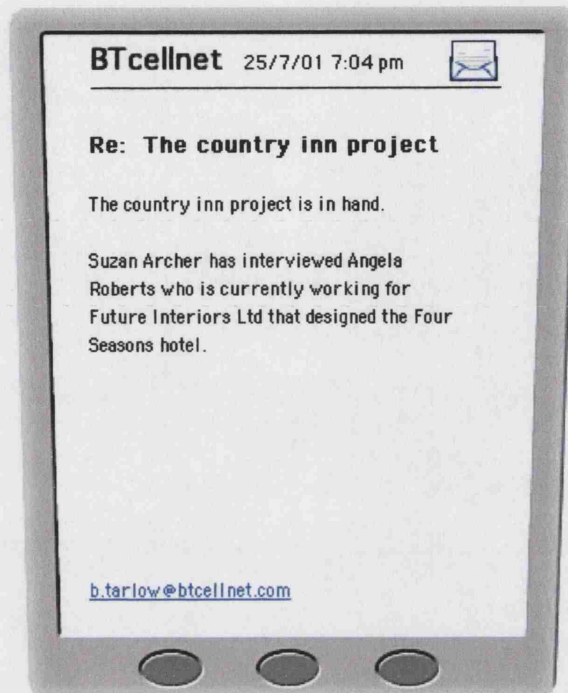 BTcellnet 25/7/01 7:04 pm
Re: The country inn project
The country inn project is in hand.
Suzan Archer has interviewed Angela
Roberts who is currently working for
Future Interiors Ltd that designed the Four
Seasons hotel.
b.tarlow@btcellnet.com